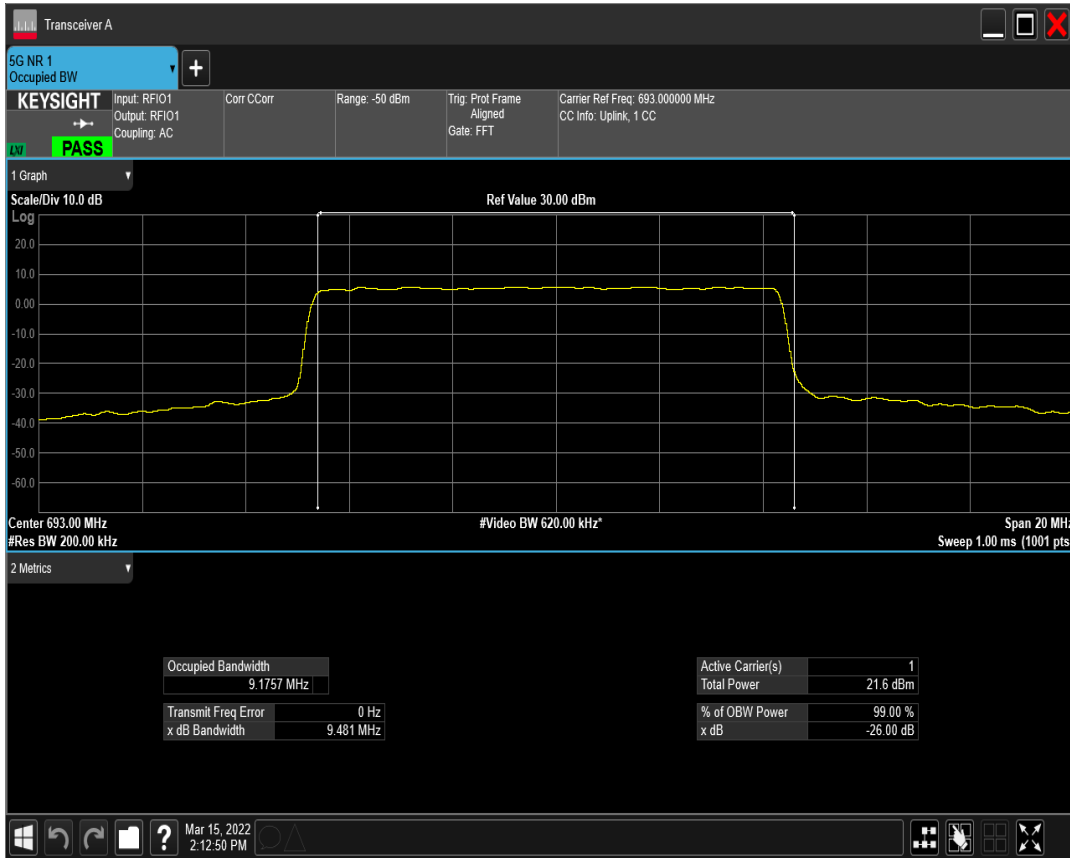 Transceiver A
5G NR 1
Occupied BW
KEYSIGHT
Input: RFIO1
Output: RFIO1
Coupling: AC
Corr CCorr
Range: -50 dBm
Trig: Prot Frame
Aligned
Gate: FFT
Carrier Ref Freq: 693.000000 MHz
CC Info: Uplink, 1 CC
LXI
PASS
1 Graph
Scale/Div 10.0 dB
Ref Value 30.00 dBm
Log
20.0
10.0
0.00
-10.0
-20.0
-30.0
-40.0
-50.0
-60.0
Center 693.00 MHz
#Video BW 620.00 kHz*
Span 20 MHz
#Res BW 200.00 kHz
Sweep 1.00 ms (1001 pts
2 Metrics
Occupied Bandwidth
9.1757 MHz
Transmit Freq Error 0 Hz
x dB Bandwidth 9.481 MHz
Active Carrier(s) 1
Total Power 21.6 dBm
% of OBW Power 99.00 %
x dB -26.00 dB
?
Mar 15, 2022
2:12:50 PM